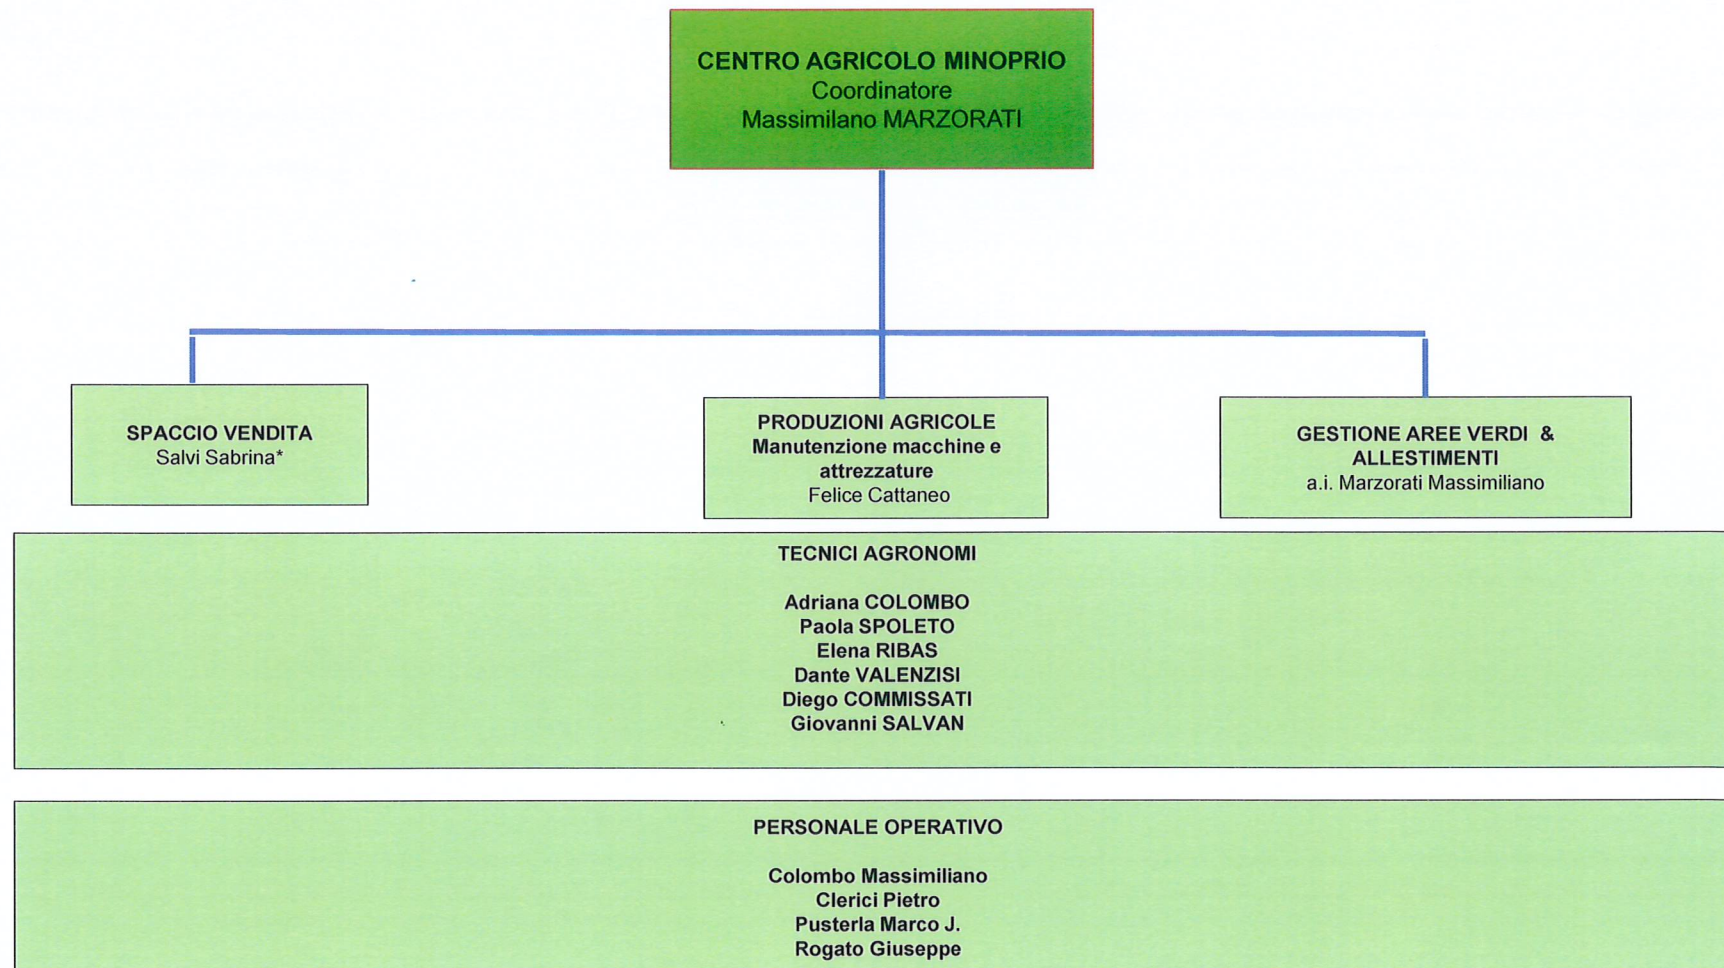 CENTRO AGRICOLO MINOPRIO
Coordinatore
Massimilano MARZORATI
SPACCIO VENDITA
Salvi Sabrina*
PRODUZIONI AGRICOLE
Manutenzione macchine e
attrezzature
Felice Cattaneo
GESTIONE AREE VERDI &
ALLESTIMENTI
a.i. Marzorati Massimiliano
TECNICI AGRONOMI
Adriana COLOMBO
Paola SPOLETO
Elena RIBAS
Dante VALENZISI
Diego COMMISSATI
Giovanni SALVAN
PERSONALE OPERATIVO
Colombo Massimiliano
Clerici Pietro
Pusterla Marco J.
Rogato Giuseppe